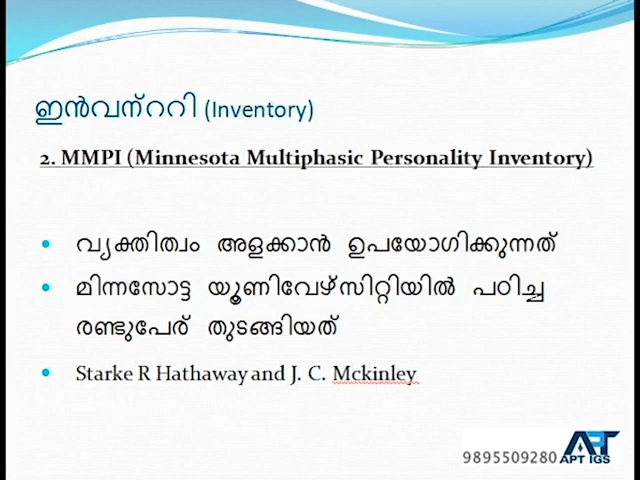 ഇൻവന്ററി (Inventory)
2. MMPI (Minnesota Multiphasic Personality Inventory)
വ്യക്തിത്വം അളക്കാൻ ഉപയോഗിക്കുന്നത്
മിന്നസോട്ട യൂണിവേഴ്സിറ്റിയിൽ പഠിച്ച
രണ്ടുപേര് തുടങ്ങിയത്
Starke R Hathaway and J. C. Mckinley
9895509280 APT IGS